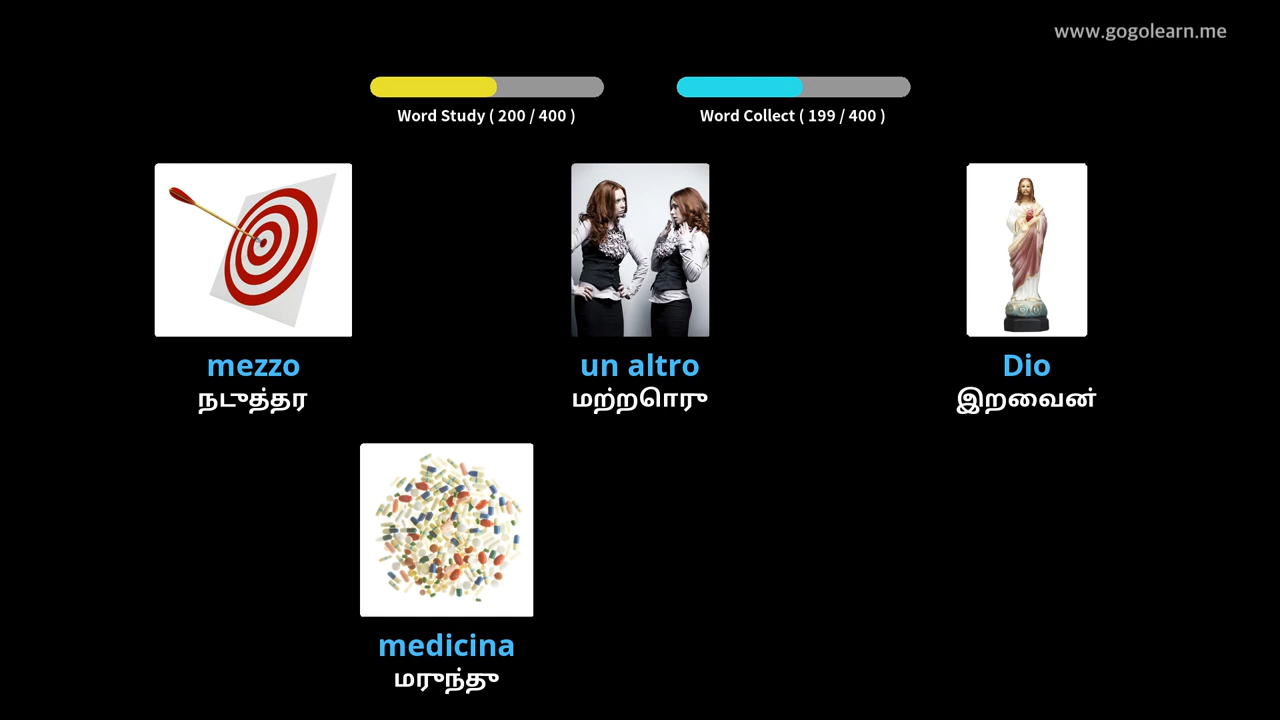 www.gogolearn.me
Word Study ( 200 / 400 )
Word Collect ( 199 / 400 )
mezzo
நடுத்தர
un altro
மற்றொரு
Dio
இறைவன்
medicina
மருந்து